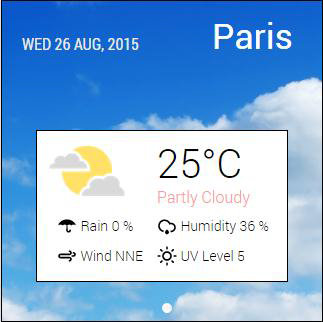 WED 26 AUG, 2015
Paris
25°C
Partly Cloudy
Rain 0 % Humidity 36 %
Wind NNE UV Level 5